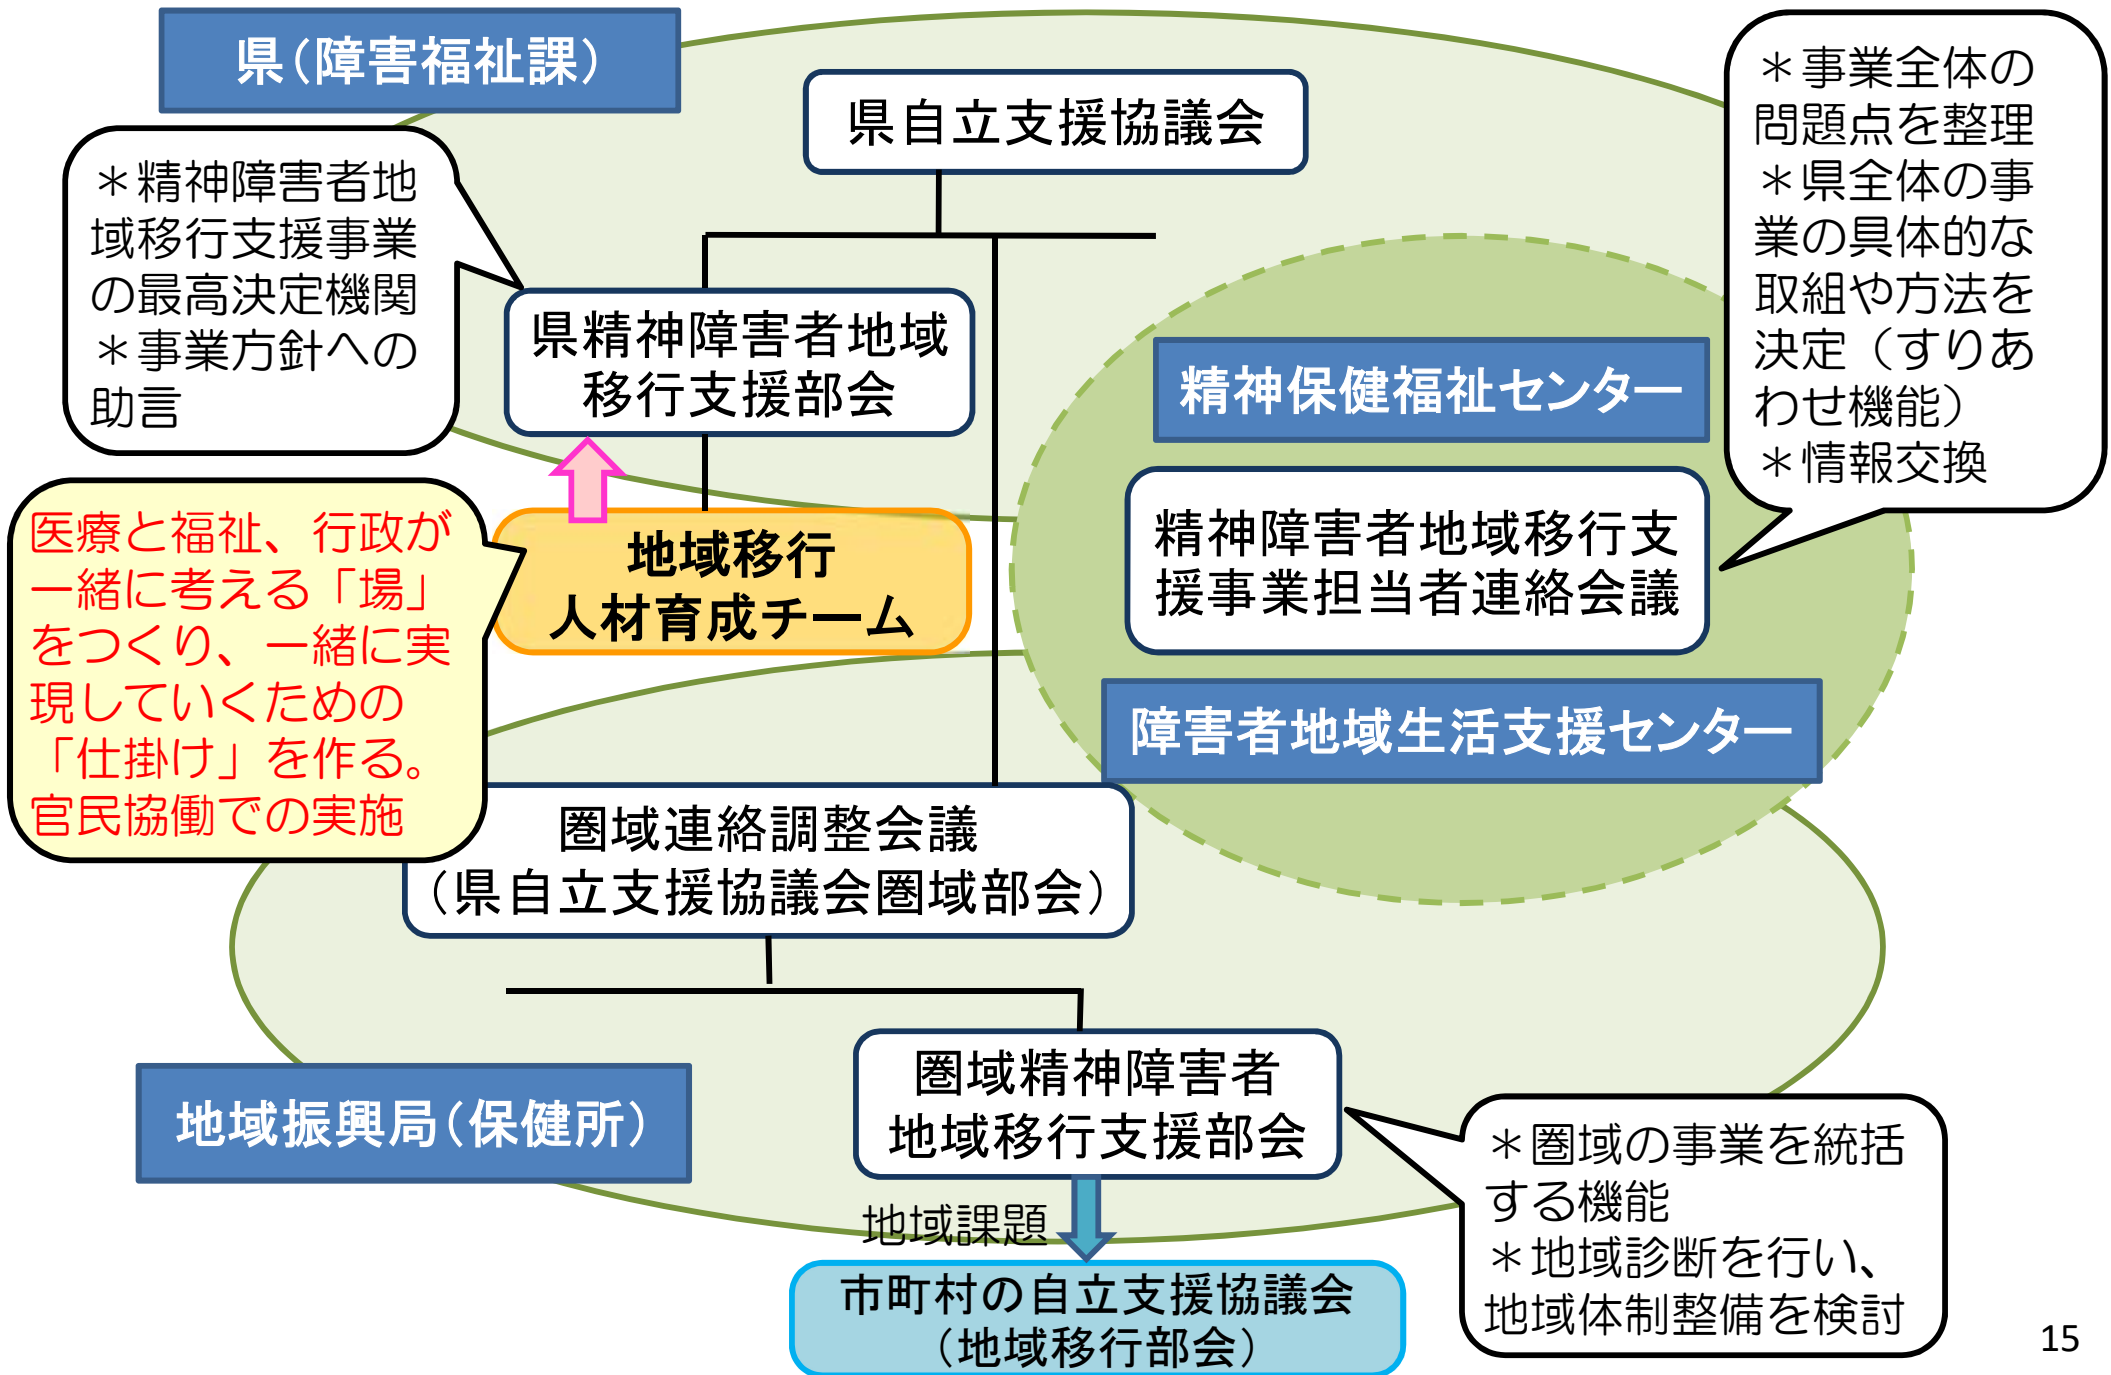 県（障害福祉課）
県自立支援協議会
＊精神障害者地
域移行支援事業
の最高決定機関
＊事業方針への
助言
＊事業全体の
問題点を整理
＊県全体の事
業の具体的な
取組や方法を
決定（すりあ
わせ機能）
＊情報交換
県精神障害者地域
移行支援部会
精神保健福祉センター
精神障害者地域移行支
援事業担当者連絡会議
医療と福祉、行政が
一緒に考える「場」
をつくり、一緒に実
現していくための
「仕掛け」を作る。
官民協働での実施
地域移行
人材育成チーム
障害者地域生活支援センター
圏域連絡調整会議
（県自立支援協議会圏域部会）
地域振興局（保健所）
圏域精神障害者
地域移行支援部会
＊圏域の事業を統括
する機能
＊地域診断を行い、
地域体制整備を検討
地域課題
市町村の自立支援協議会
（地域移行部会）
15